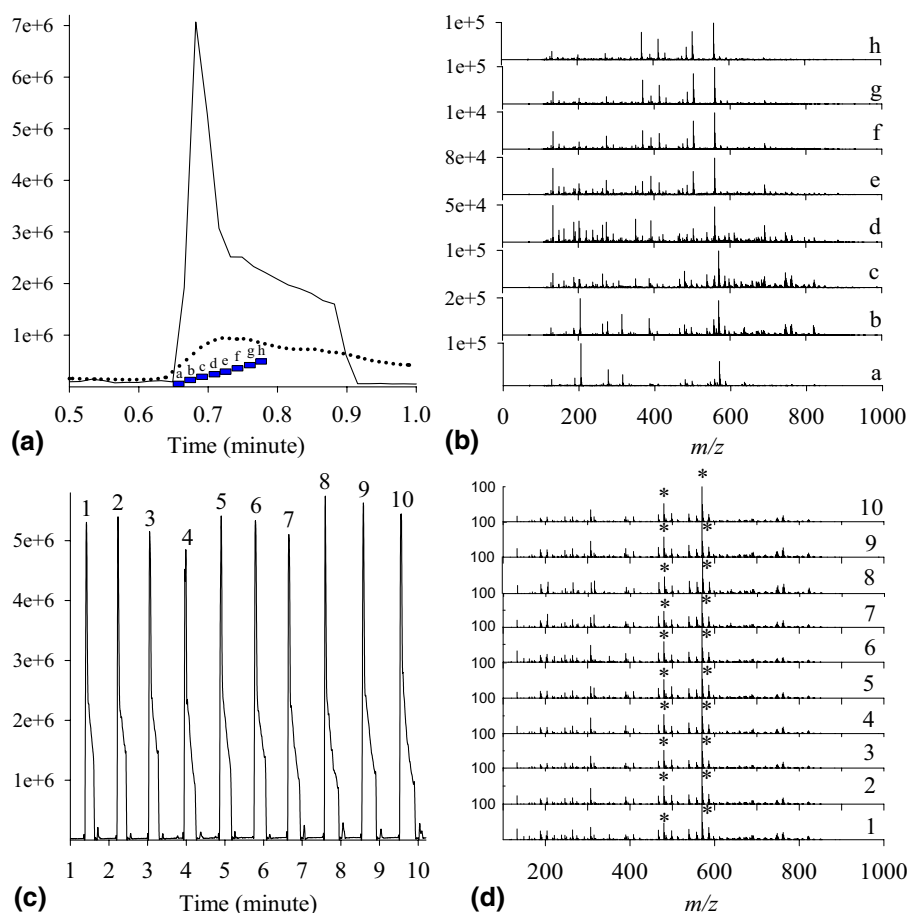 7e+6
6e+6
5e+6
4e+6
3e+6
2e+6
1e+6
a b c d e f g h
0.5 0.6 0.7 0.8 0.9 1.0
(a) Time (minute)
1e+5 h
1e+5 g
1e+4 f
8e+4 e
5e+4 d
1e+5 c
2e+5 b
1e+5 a
0 200 400 600 800 1000
(b) m/z
1 2 3 4 5 6 7 8 9 10
5e+6
4e+6
3e+6
2e+6
1e+6
1 2 3 4 5 6 7 8 9 10
(c) Time (minute)
* *
100 10
100 * * 9
100 * * 8
100 * * 7
100 * * 6
100 * * 5
100 * * 4
100 * * 3
100 * * 2
* * 1
200 400 600 800 1000
(d) m/z